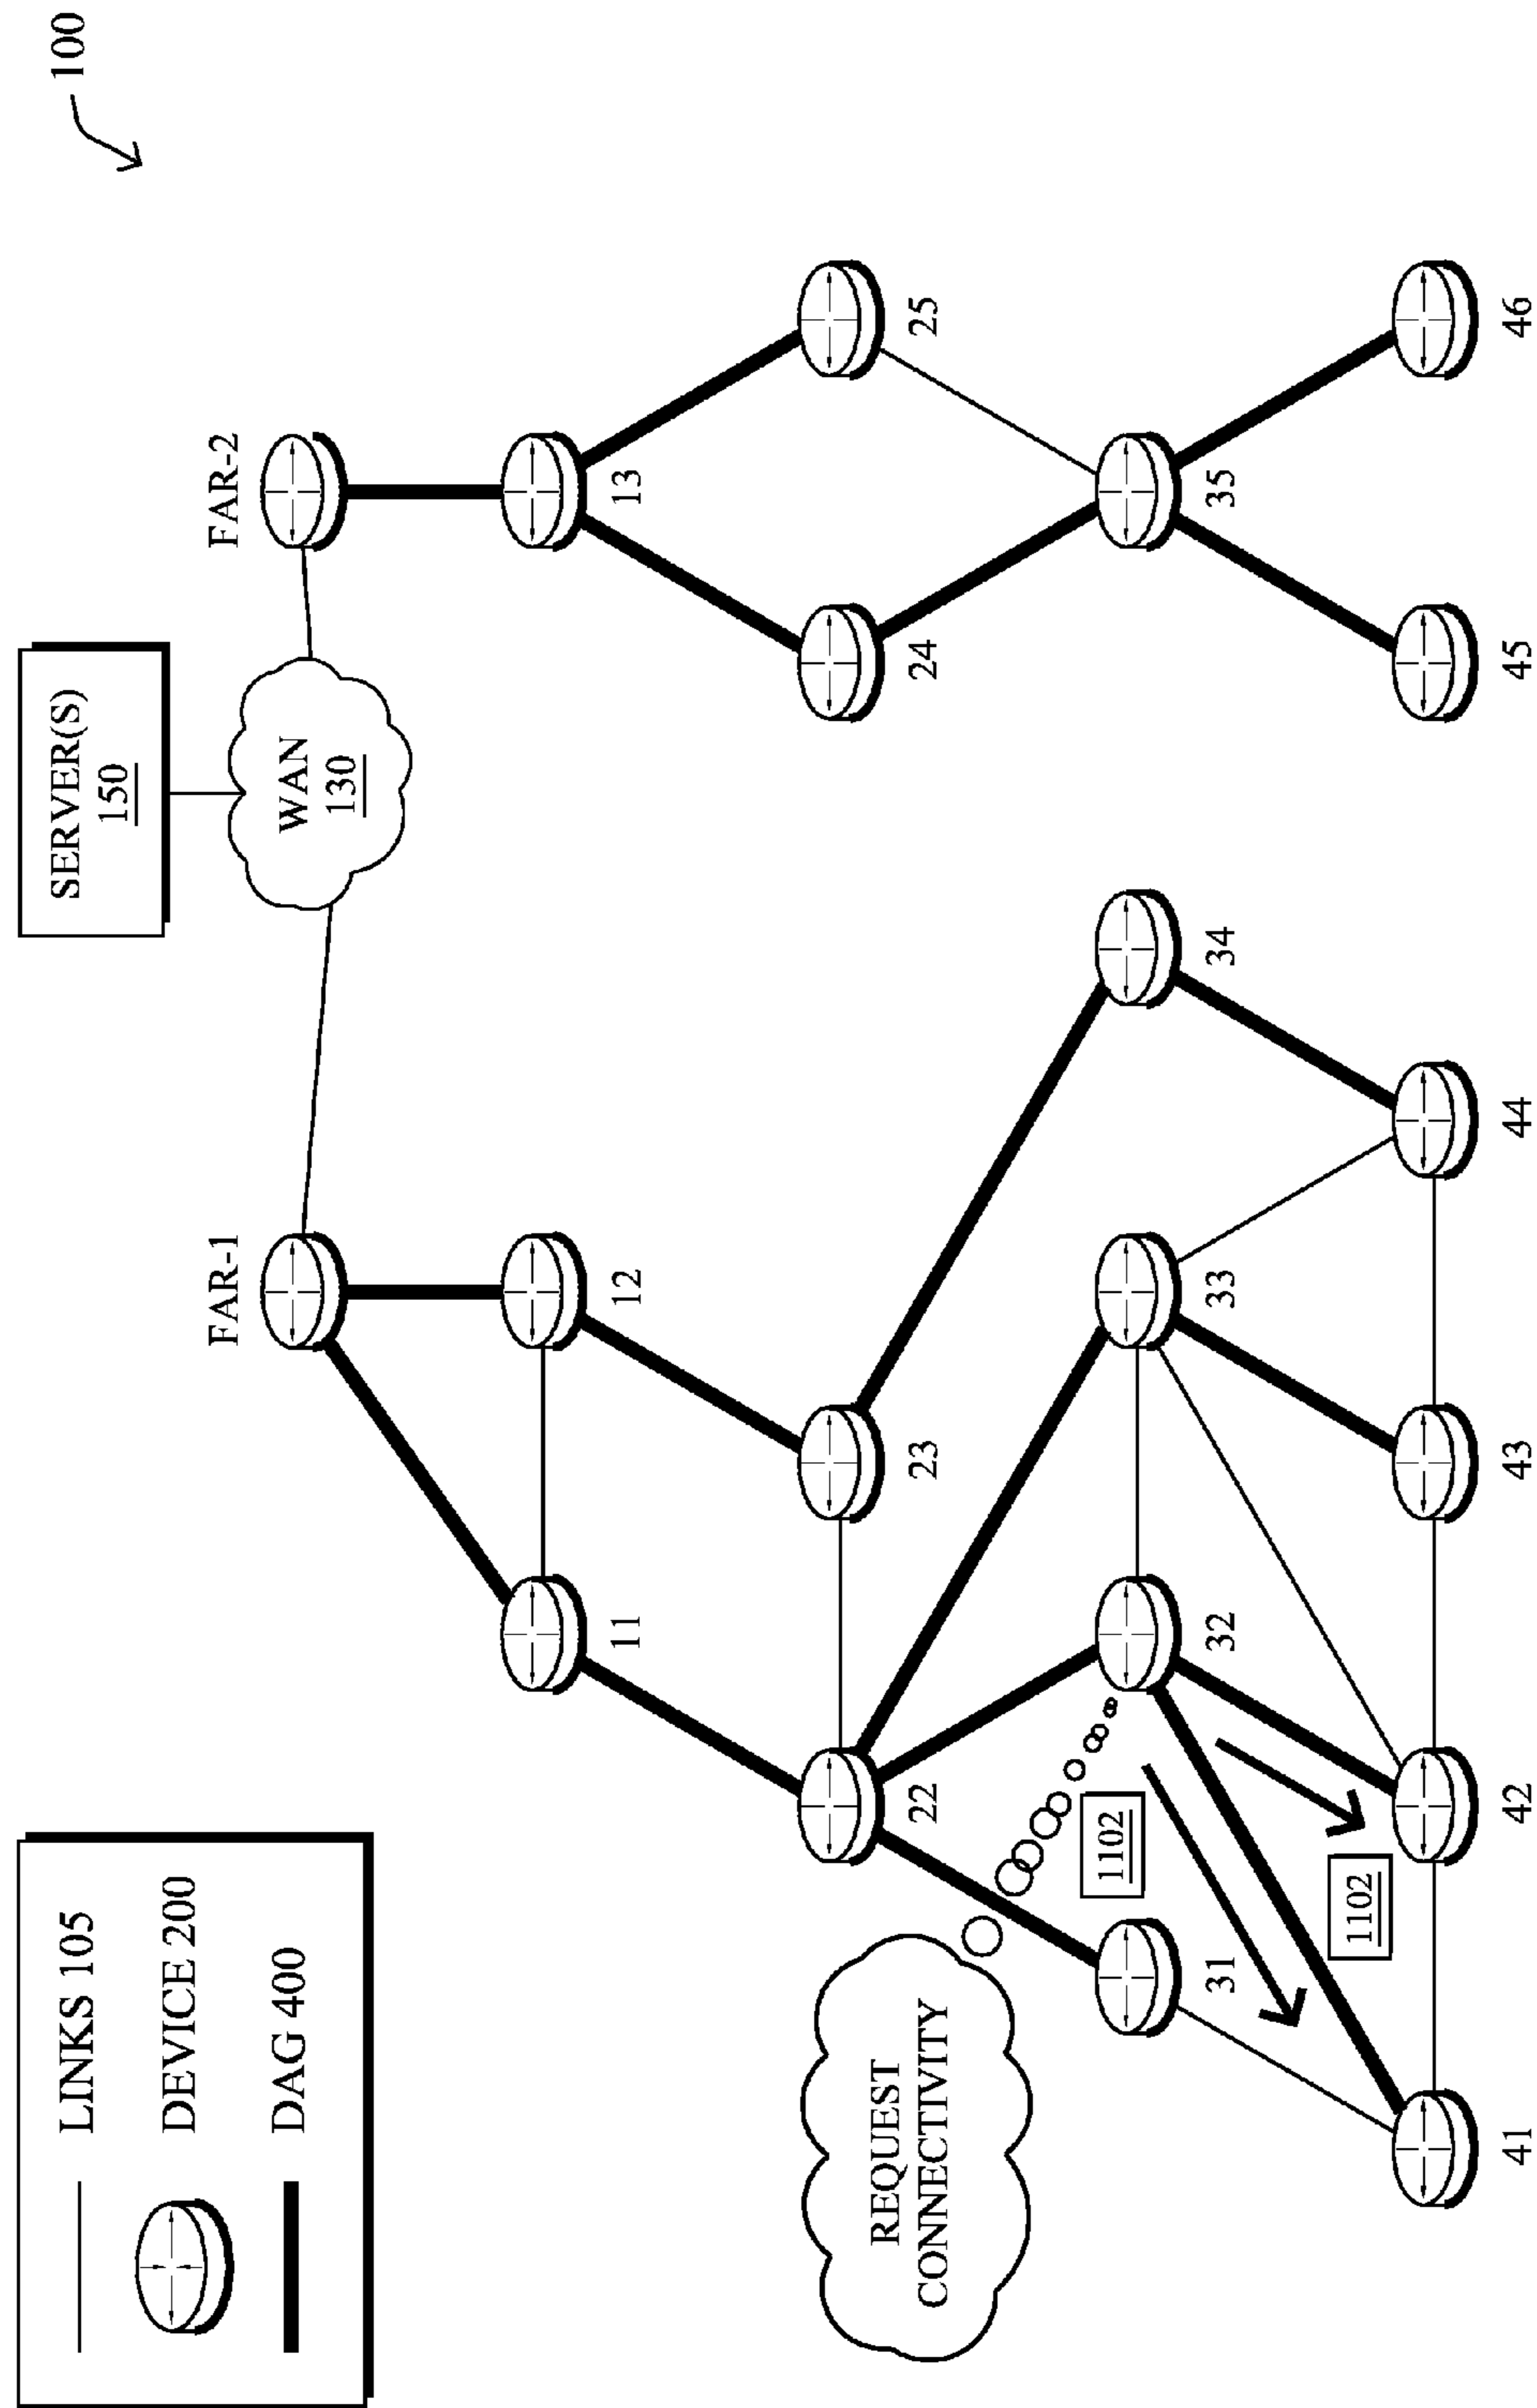 100
LINKS 105
DEVICE 200
DAG 400
SERVER(S)
150
WAN
130
FAR-1
FAR-2
11
12
13
22
23
24
25
REQUEST
CONNECTIVITY
1102
1102
31
32
33
34
35
41
42
43
44
45
46